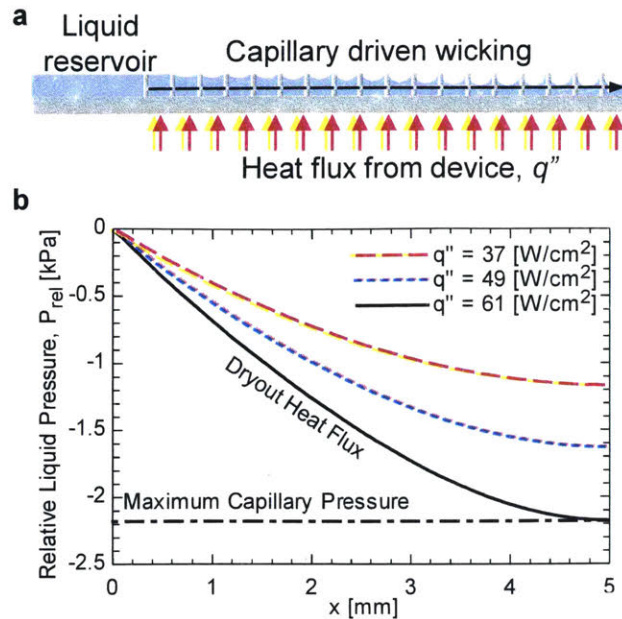 a
Liquid
reservoir
Capillary driven wicking
Heat flux from device, q"
b
0
-0.5
-1
-1.5
-2
-2.5
Relative Liquid Pressure, P_rel [kPa]
q" = 37 [W/cm²]
q" = 49 [W/cm²]
q" = 61 [W/cm²]
Dryout Heat Flux
Maximum Capillary Pressure
0 1 2 3 4 5
x [mm]